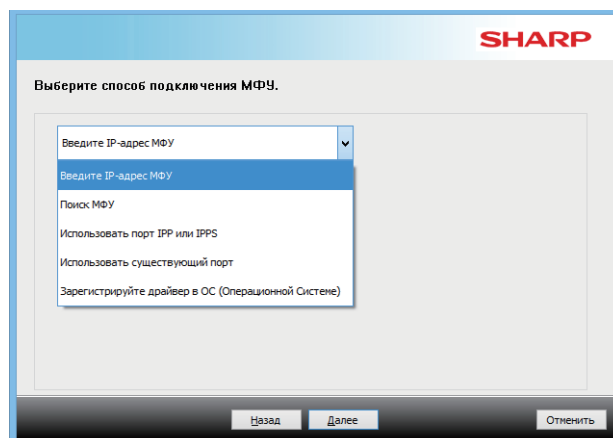 SHARP
Выберите способ подключения МФУ.
Введите IP-адрес МФУ
Введите IP-адрес МФУ
Поиск МФУ
Использовать порт IPP или IPPS
Использовать существующий порт
Зарегистрируйте драйвер в ОС (Операционной Системе)
Назад Далее Отменить